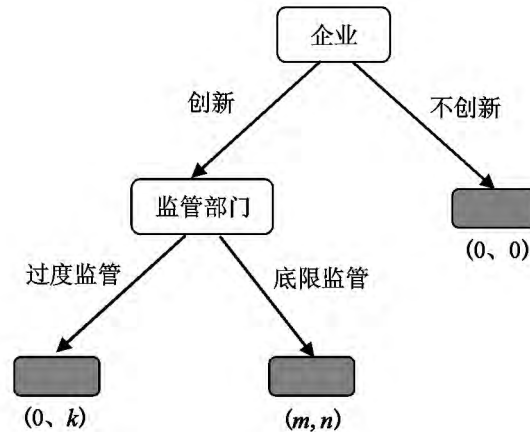 企业
创新
不创新
监管部门
(0、0)
过度监管
底限监管
(0、k)
(m,n)